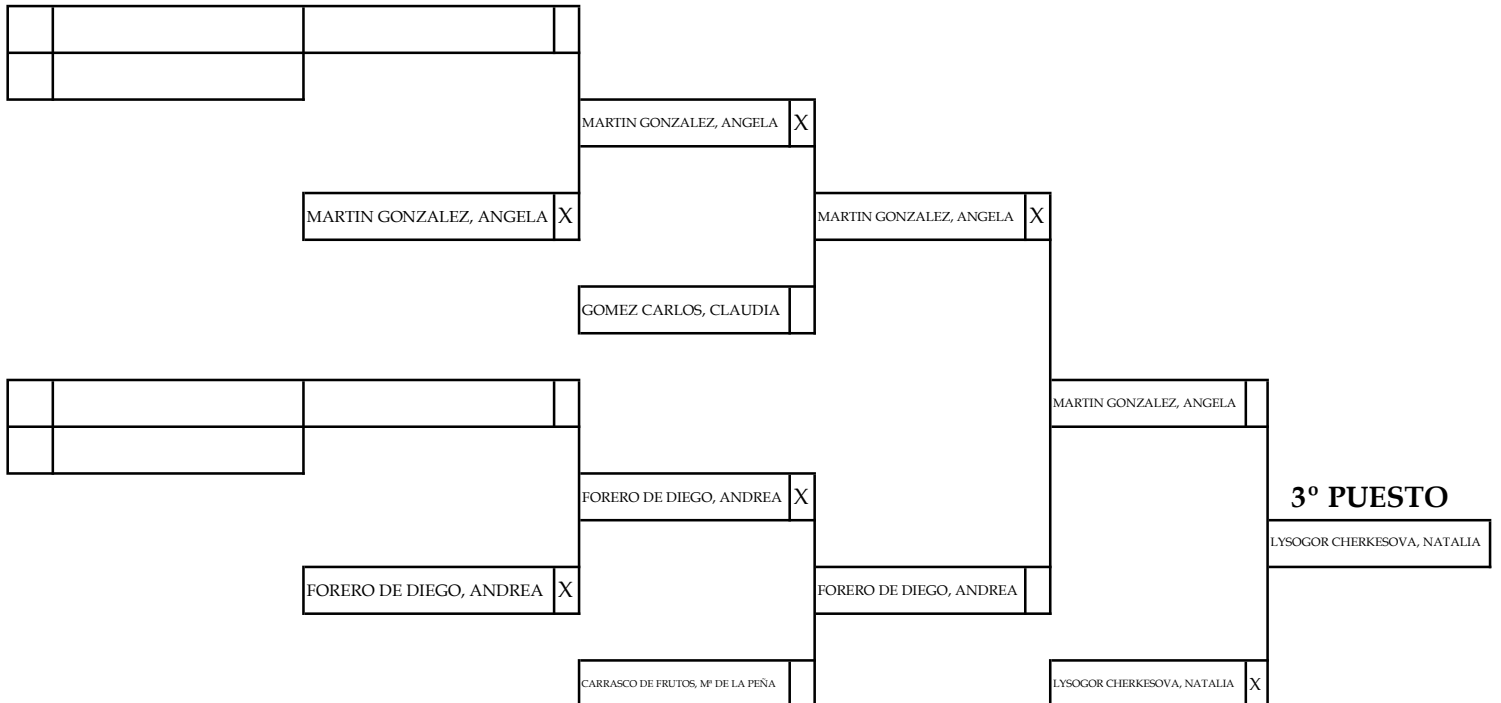 MARTIN GONZALEZ, ANGELA X
MARTIN GONZALEZ, ANGELA X
MARTIN GONZALEZ, ANGELA X
GOMEZ CARLOS, CLAUDIA
MARTIN GONZALEZ, ANGELA
FORERO DE DIEGO, ANDREA X
3º PUESTO
LYSOGOR CHERKESOVA, NATALIA
FORERO DE DIEGO, ANDREA X
FORERO DE DIEGO, ANDREA
CARRASCO DE FRUTOS, Mª DE LA PEÑA
LYSOGOR CHERKESOVA, NATALIA X